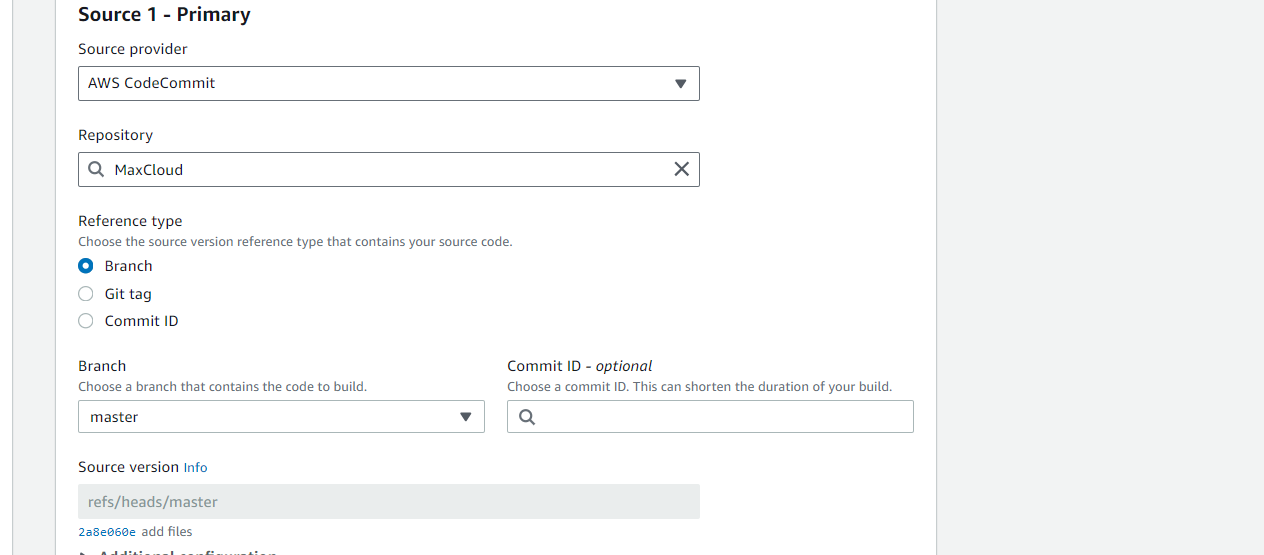 Source 1 - Primary
Source provider
AWS CodeCommit
Repository
MaxCloud
Reference type
Choose the source version reference type that contains your source code.
Branch
Git tag
Commit ID
Branch
Choose a branch that contains the code to build.
master
Commit ID - optional
Choose a commit ID. This can shorten the duration of your build.
Source version Info
refs/heads/master
2a8e060e add files
Additional configuration